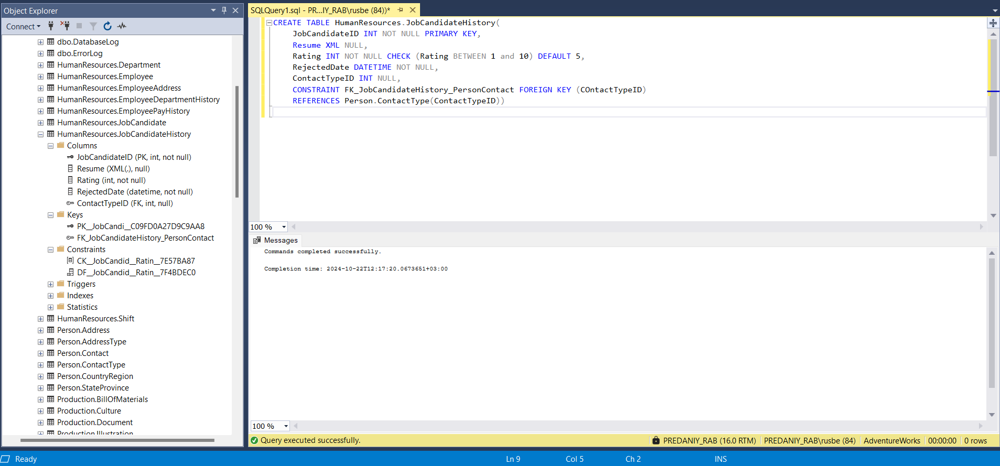 Object Explorer
Connect
dbo.DatabaseLog
dbo.ErrorLog
HumanResources.Department
HumanResources.Employee
HumanResources.EmployeeAddress
HumanResources.EmployeeDepartmentHistory
HumanResources.EmployeePayHistory
HumanResources.JobCandidate
HumanResources.JobCandidateHistory
Columns
JobCandidateID (PK, int, not null)
Resume (XML(.), null)
Rating (int, not null)
RejectedDate (datetime, not null)
ContactTypeID (FK, int, null)
Keys
PK__JobCandi__C09FD0A27D9C9AA8
FK_JobCandidateHistory_PersonContact
Constraints
CK__JobCandid__Ratin__7E57BA87
DF__JobCandid__Ratin__7F4BDEC0
Triggers
Indexes
Statistics
HumanResources.Shift
Person.Address
Person.AddressType
Person.Contact
Person.ContactType
Person.CountryRegion
Person.StateProvince
Production.BillOfMaterials
Production.Culture
Production.Document
Production.Illustration
SQLQuery1.sql - PR...IY_RAB\rusbe (84))*
CREATE TABLE HumanResources.JobCandidateHistory(
JobCandidateID INT NOT NULL PRIMARY KEY,
Resume XML NULL,
Rating INT NOT NULL CHECK (Rating BETWEEN 1 and 10) DEFAULT 5,
RejectedDate DATETIME NOT NULL,
ContactTypeID INT NULL,
CONSTRAINT FK_JobCandidateHistory_PersonContact FOREIGN KEY (COntactTypeID)
REFERENCES Person.ContactType(ContactTypeID))
100 %
Messages
Commands completed successfully.
Completion time: 2024-10-22T12:17:20.0673651+03:00
100 %
Query executed successfully.
PREDANIY_RAB (16.0 RTM)
PREDANIY_RAB\rusbe (84)
AdventureWorks
00:00:00
0 rows
Ready
Ln 9
Col 5
Ch 2
INS